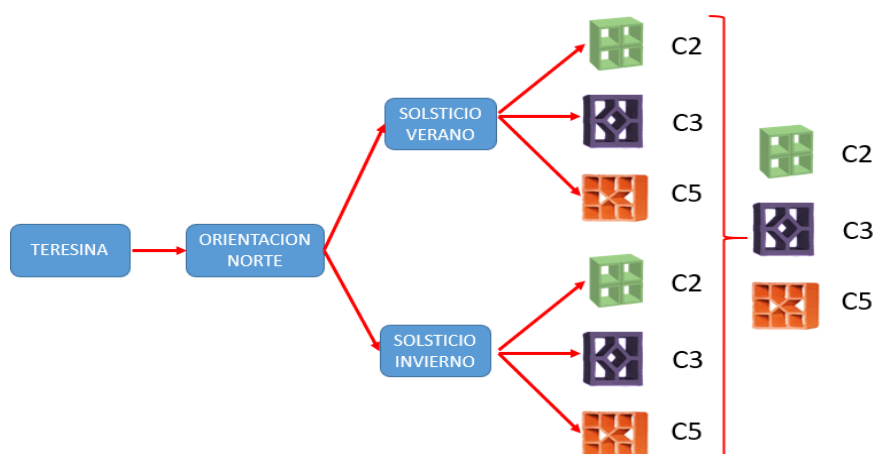 TERESINA
ORIENTACION
NORTE
SOLSTICIO
VERANO
C2
C3
C5
SOLSTICIO
INVIERNO
C2
C3
C5
C2
C3
C5